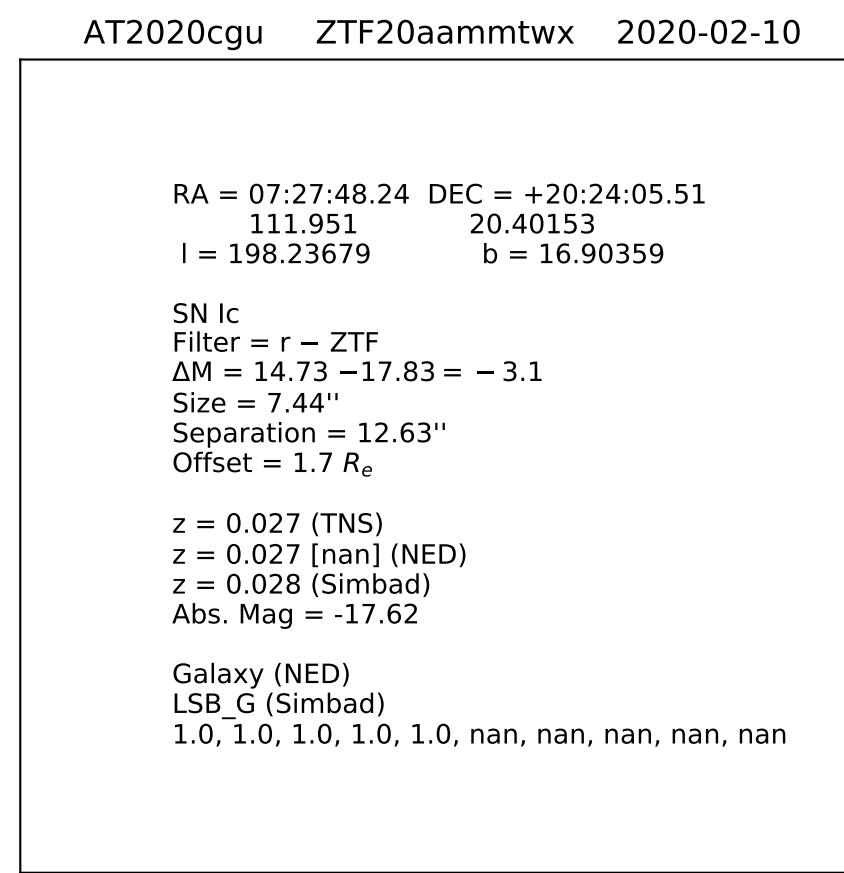 AT2020cgu ZTF20aammtwx 2020-02-10
RA = 07:27:48.24 DEC = +20:24:05.51
111.951 20.40153
l = 198.23679 b = 16.90359
SN Ic
Filter = r − ZTF
ΔM = 14.73 −17.83 = − 3.1
Size = 7.44''
Separation = 12.63''
Offset = 1.7 Re
z = 0.027 (TNS)
z = 0.027 [nan] (NED)
z = 0.028 (Simbad)
Abs. Mag = -17.62
Galaxy (NED)
LSB_G (Simbad)
1.0, 1.0, 1.0, 1.0, 1.0, nan, nan, nan, nan, nan